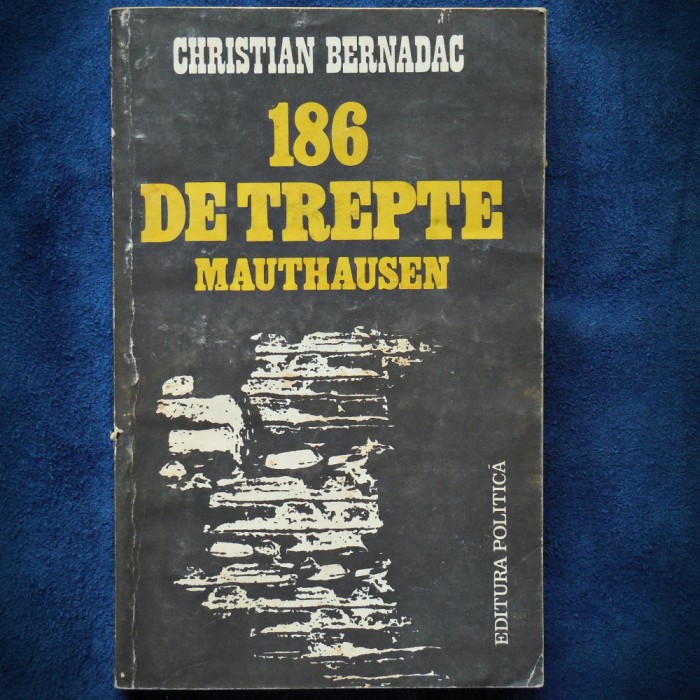 CHRISTIAN BERNADAC
186
DE TREPTE
MAUTHAUSEN
EDITURA POLITICĂ